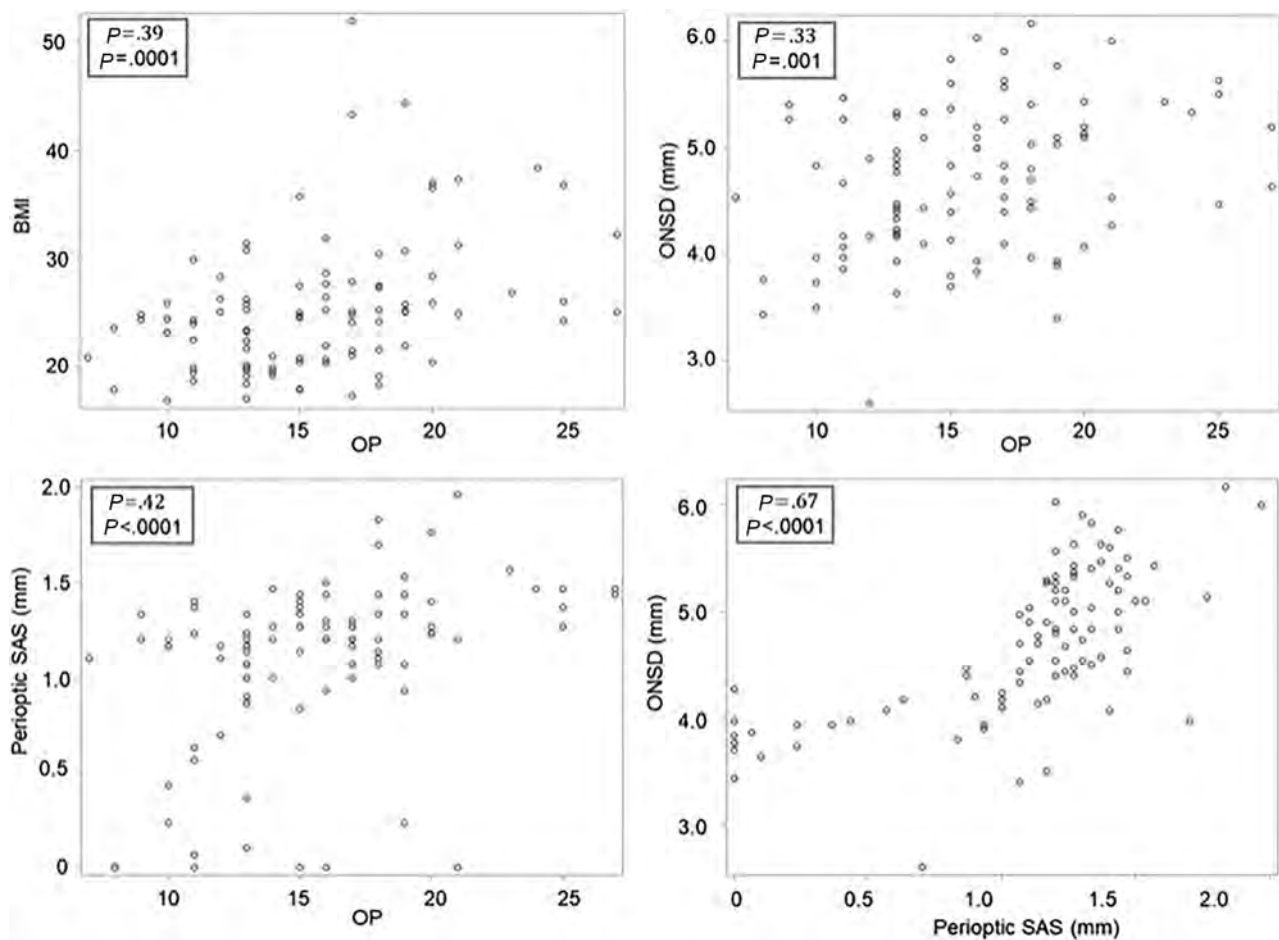 P=.39
P=.0001
50
40
30
20
BMI
10 15 20 25
OP
P=.33
P=.001
6.0
5.0
4.0
3.0
ONSD (mm)
10 15 20 25
OP
P=.42
P<.0001
2.0
1.5
1.0
0.5
0
Perioptic SAS (mm)
10 15 20 25
OP
P=.67
P<.0001
6.0
5.0
4.0
3.0
ONSD (mm)
0 0.5 1.0 1.5 2.0
Perioptic SAS (mm)